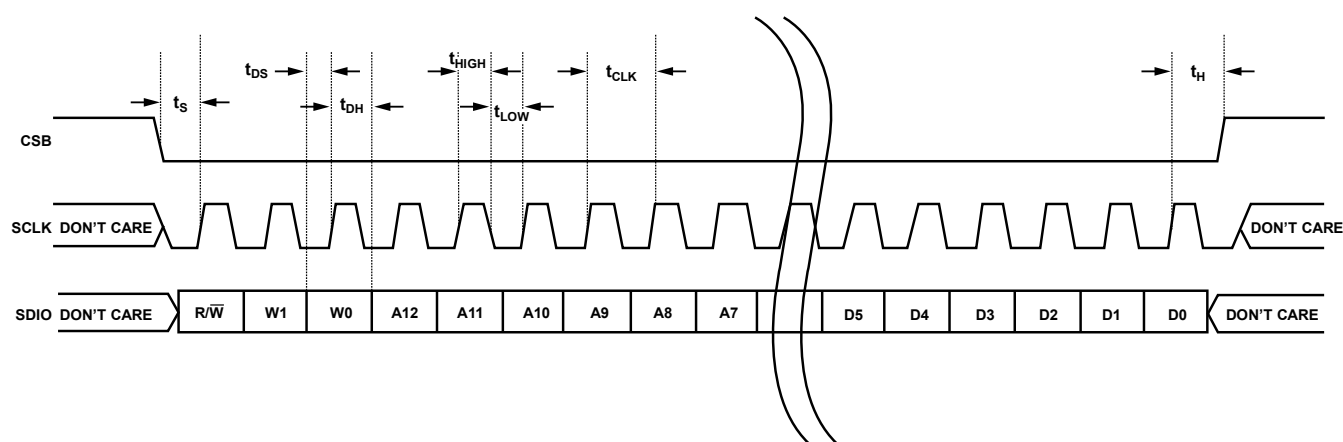 tDS
tHIGH
tCLK
tH
tS
tDH
tLOW
CSB
SCLK DON'T CARE
DON'T CARE
SDIO DON'T CARE
R/W̅ W1 W0 A12 A11 A10 A9 A8 A7 D5 D4 D3 D2 D1 D0
DON'T CARE